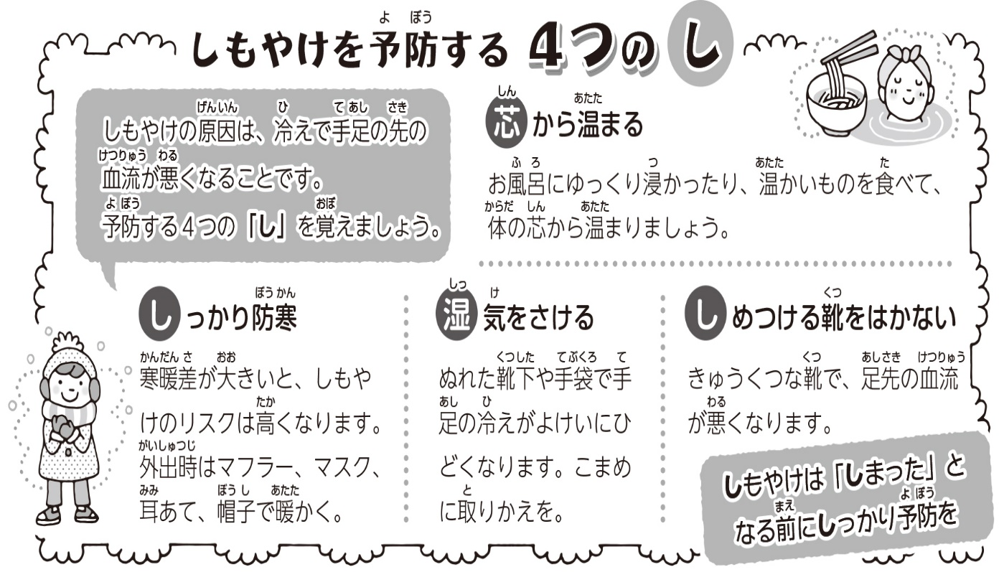 しもやけを予防する 4つのし
しもやけの原因は、冷えで手足の先の
血流が悪くなることです。
予防する4つの「し」を覚えましょう。
芯から温まる
お風呂にゆっくり浸かったり、温かいものを食べて、
体の芯から温まりましょう。
しっかり防寒
寒暖差が大きいと、しもや
けのリスクは高くなります。
外出時はマフラー、マスク、
耳あて、帽子で暖かく。
湿気をさける
ぬれた靴下や手袋で手
足の冷えがよけいにひ
どくなります。こまめ
に取りかえを。
しめつける靴をはかない
きゅうくつな靴で、足先の血流
が悪くなります。
しもやけは「しまった」と
なる前にしっかり予防を